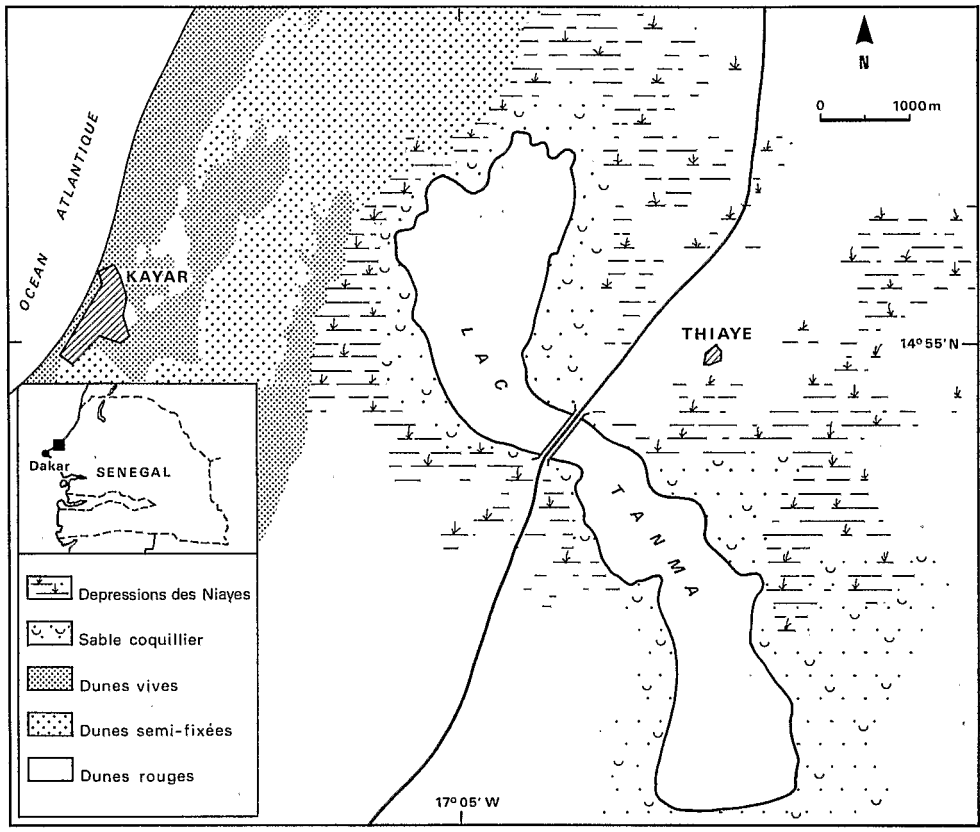 N
0 1000 m
OCEAN ATLANTIQUE
KAYAR
LAC
THIAYE
14° 55' N
Dakar
SENEGAL
TANMA
Depressions des Niayes
Sable coquillier
Dunes vives
Dunes semi-fixées
Dunes rouges
17° 05' W